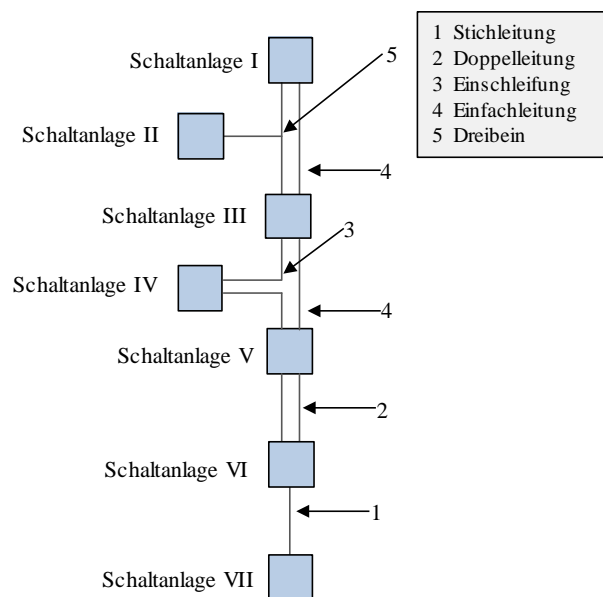 Schaltanlage I
5
1 Stichleitung
2 Doppelleitung
3 Einschleifung
4 Einfachleitung
5 Dreibein
Schaltanlage II
4
Schaltanlage III
3
Schaltanlage IV
4
Schaltanlage V
2
Schaltanlage VI
1
Schaltanlage VII